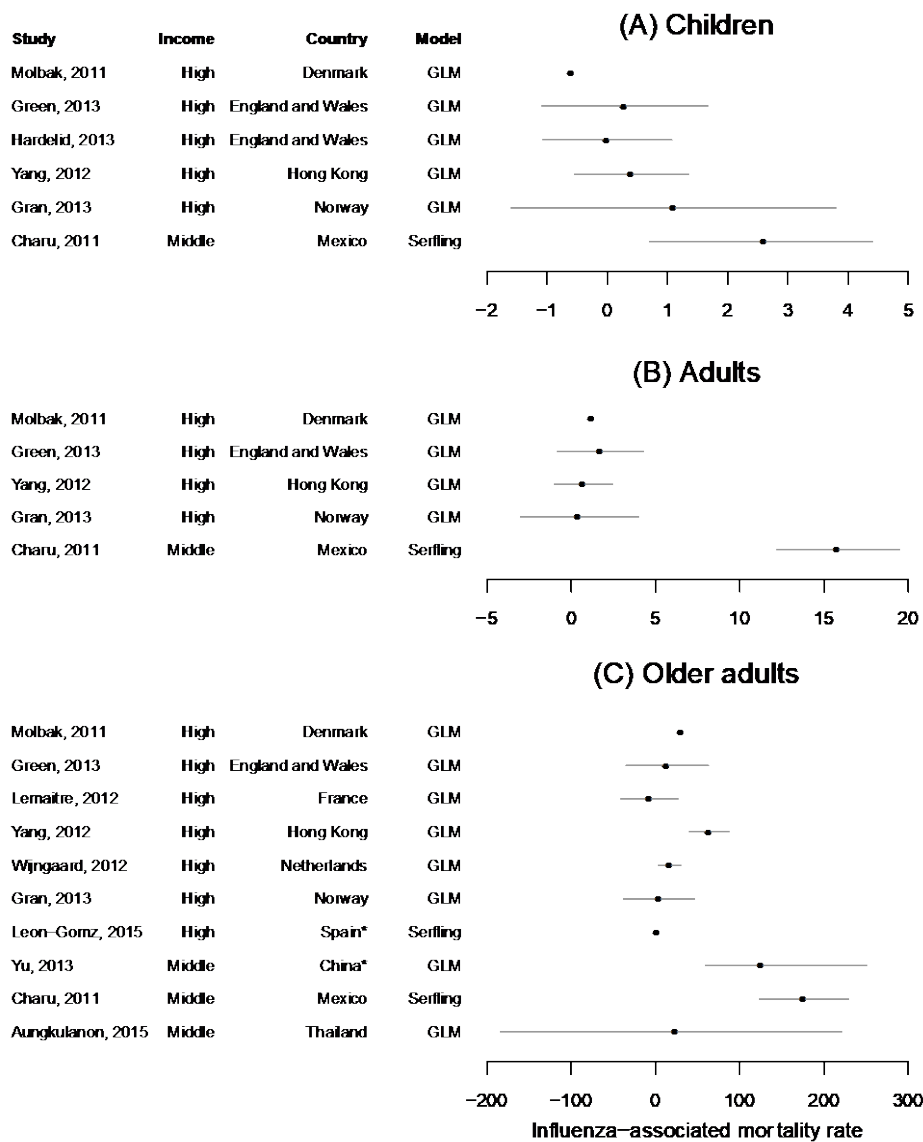 (A) Children
Study Income Country Model
Molbak, 2011 High Denmark GLM
Green, 2013 High England and Wales GLM
Hardelid, 2013 High England and Wales GLM
Yang, 2012 High Hong Kong GLM
Gran, 2013 High Norway GLM
Charu, 2011 Middle Mexico Serfling
−2 −1 0 1 2 3 4 5
(B) Adults
Molbak, 2011 High Denmark GLM
Green, 2013 High England and Wales GLM
Yang, 2012 High Hong Kong GLM
Gran, 2013 High Norway GLM
Charu, 2011 Middle Mexico Serfling
−5 0 5 10 15 20
(C) Older adults
Molbak, 2011 High Denmark GLM
Green, 2013 High England and Wales GLM
Lemaitre, 2012 High France GLM
Yang, 2012 High Hong Kong GLM
Wijngaard, 2012 High Netherlands GLM
Gran, 2013 High Norway GLM
Leon−Gomz, 2015 High Spain* Serfling
Yu, 2013 Middle China* GLM
Charu, 2011 Middle Mexico Serfling
Aungkulanon, 2015 Middle Thailand GLM
−200 −100 0 100 200 300
Influenza−associated mortality rate